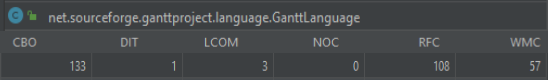 net.sourceforge.ganttproject.language.GanttLanguage
CBO DIT LCOM NOC RFC WMC
133 1 3 0 108 57